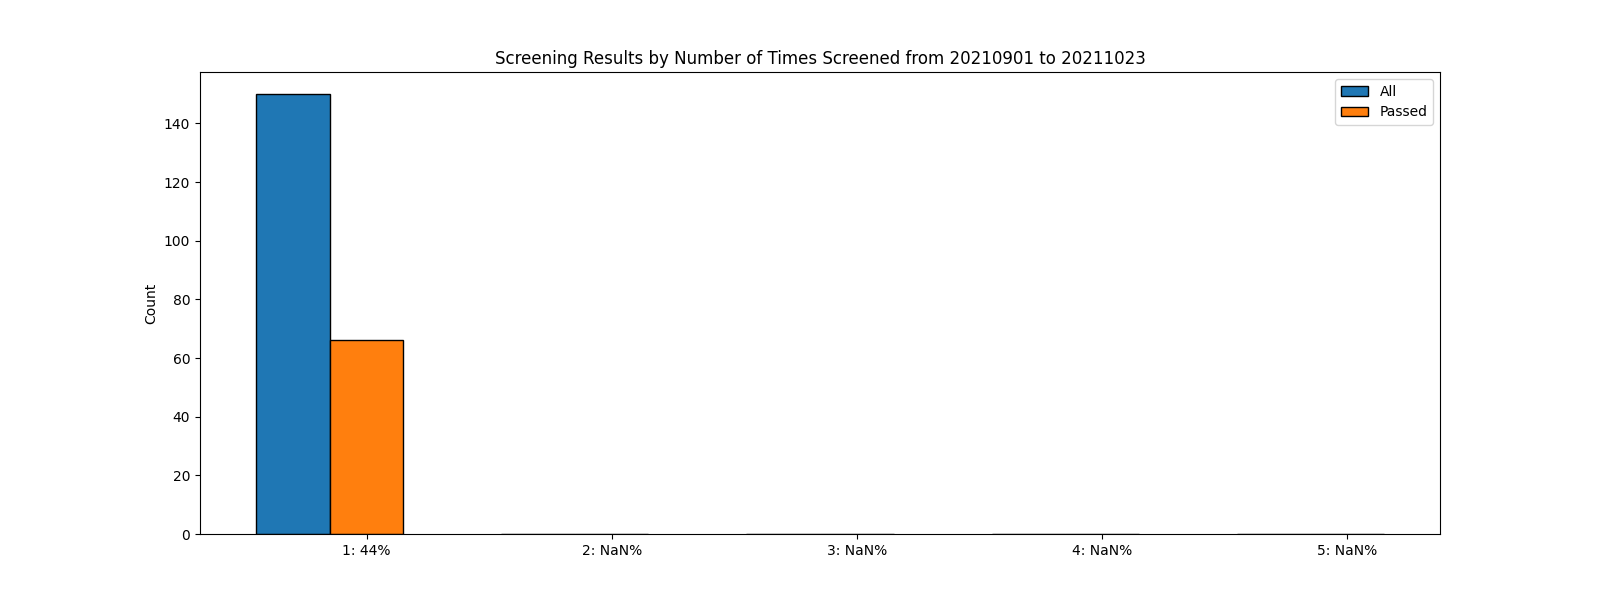 Screening Results by Number of Times Screened from 20210901 to 20211023
All
Passed
140
120
100
80
60
40
20
0
Count
1: 44%
2: NaN%
3: NaN%
4: NaN%
5: NaN%